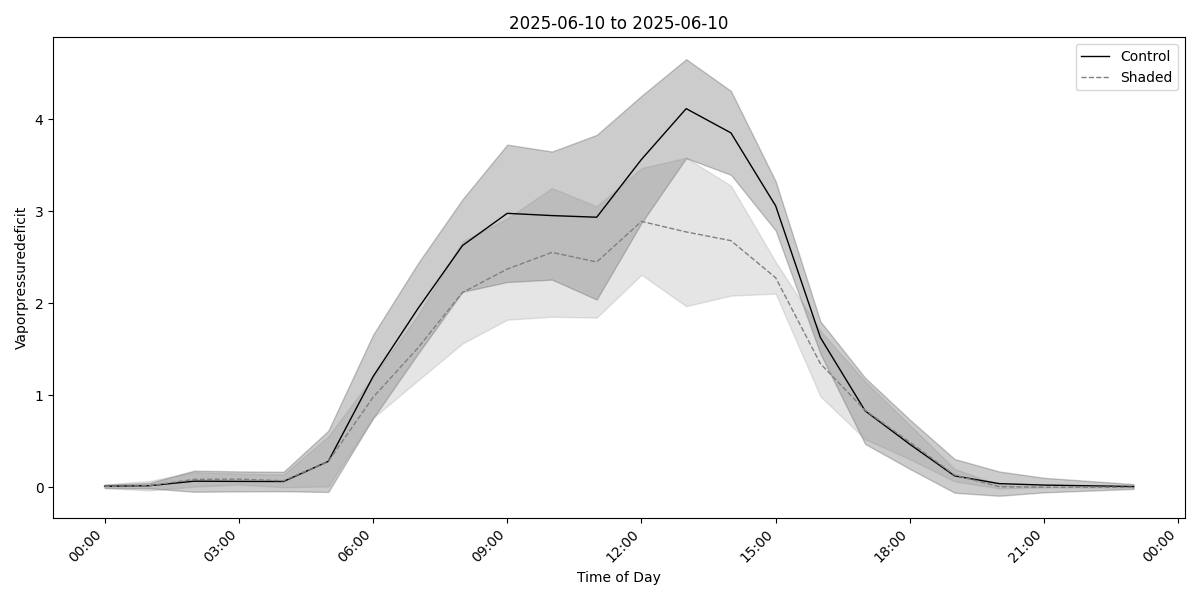 2025-06-10 to 2025-06-10
Control
Shaded
Vaporpressuredeficit
4
3
2
1
0
00:00 03:00 06:00 09:00 12:00 15:00 18:00 21:00 00:00
Time of Day